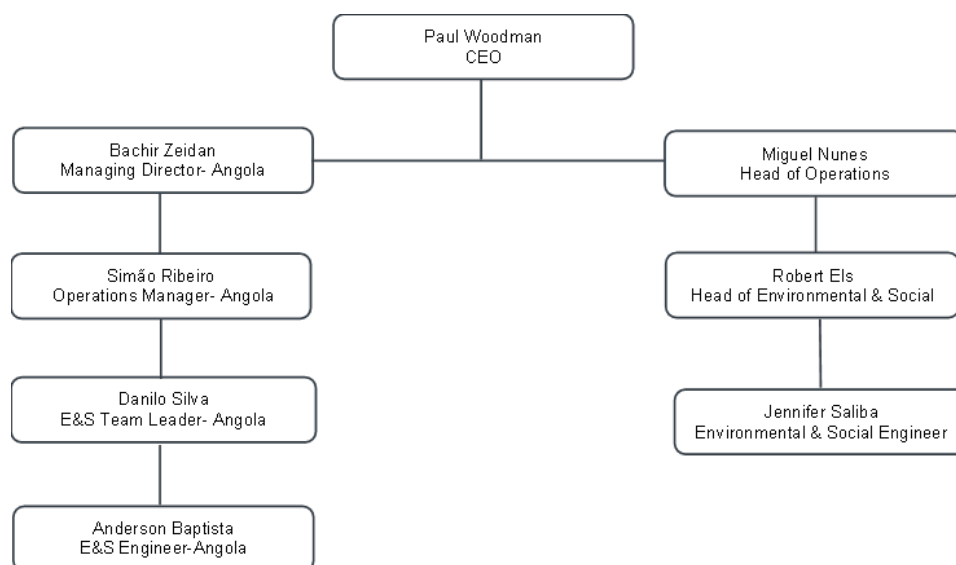 Paul Woodman
CEO
Bachir Zeidan
Managing Director- Angola
Miguel Nunes
Head of Operations
Simão Ribeiro
Operations Manager- Angola
Robert Els
Head of Environmental & Social
Danilo Silva
E&S Team Leader- Angola
Jennifer Saliba
Environmental & Social Engineer
Anderson Baptista
E&S Engineer-Angola